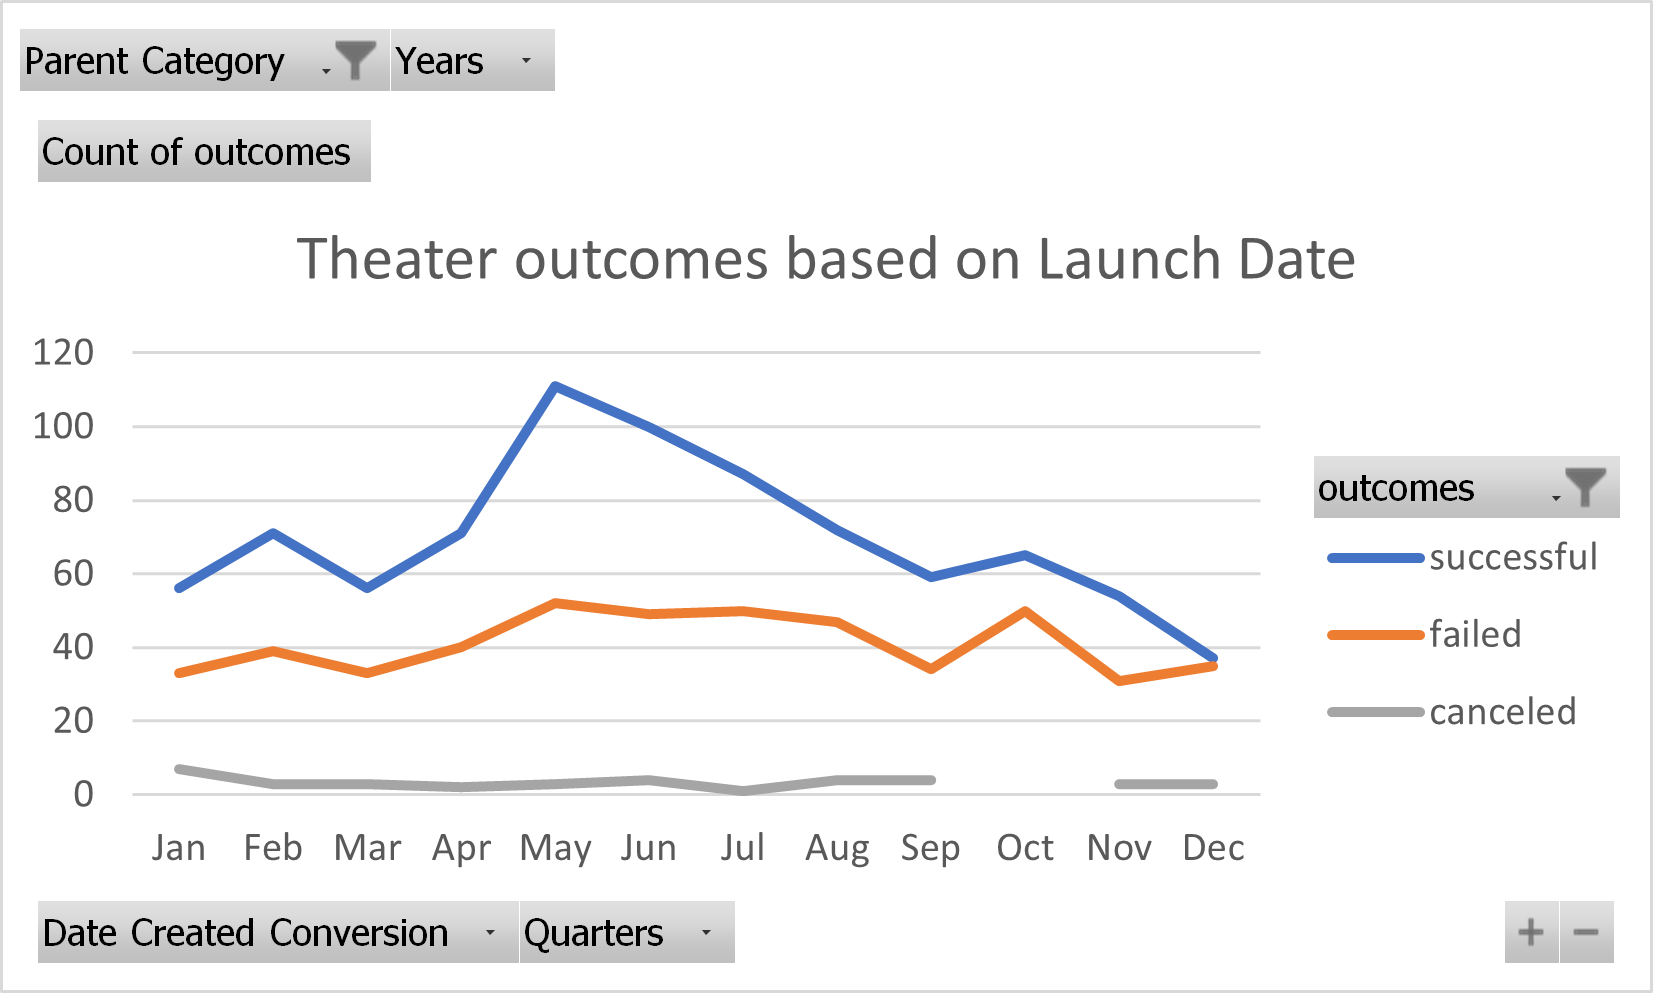 Parent Category Years
Count of outcomes
Theater outcomes based on Launch Date
120
100
80
60
40
20
0
Jan Feb Mar Apr May Jun Jul Aug Sep Oct Nov Dec
outcomes
successful
failed
canceled
Date Created Conversion Quarters
+ −